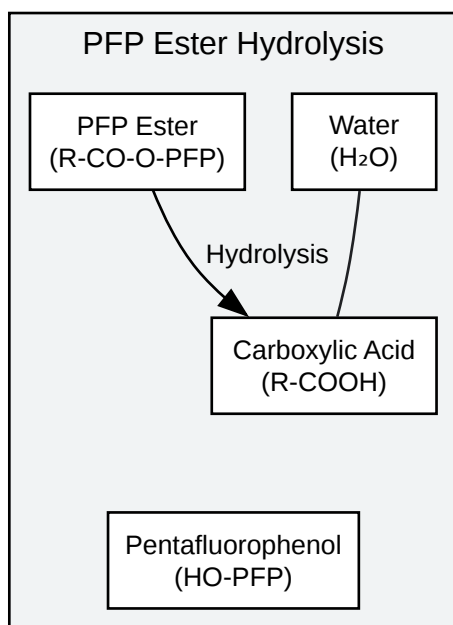 PFP Ester Hydrolysis
PFP Ester
(R-CO-O-PFP)
Water
(H₂O)
Hydrolysis
Carboxylic Acid
(R-COOH)
Pentafluorophenol
(HO-PFP)